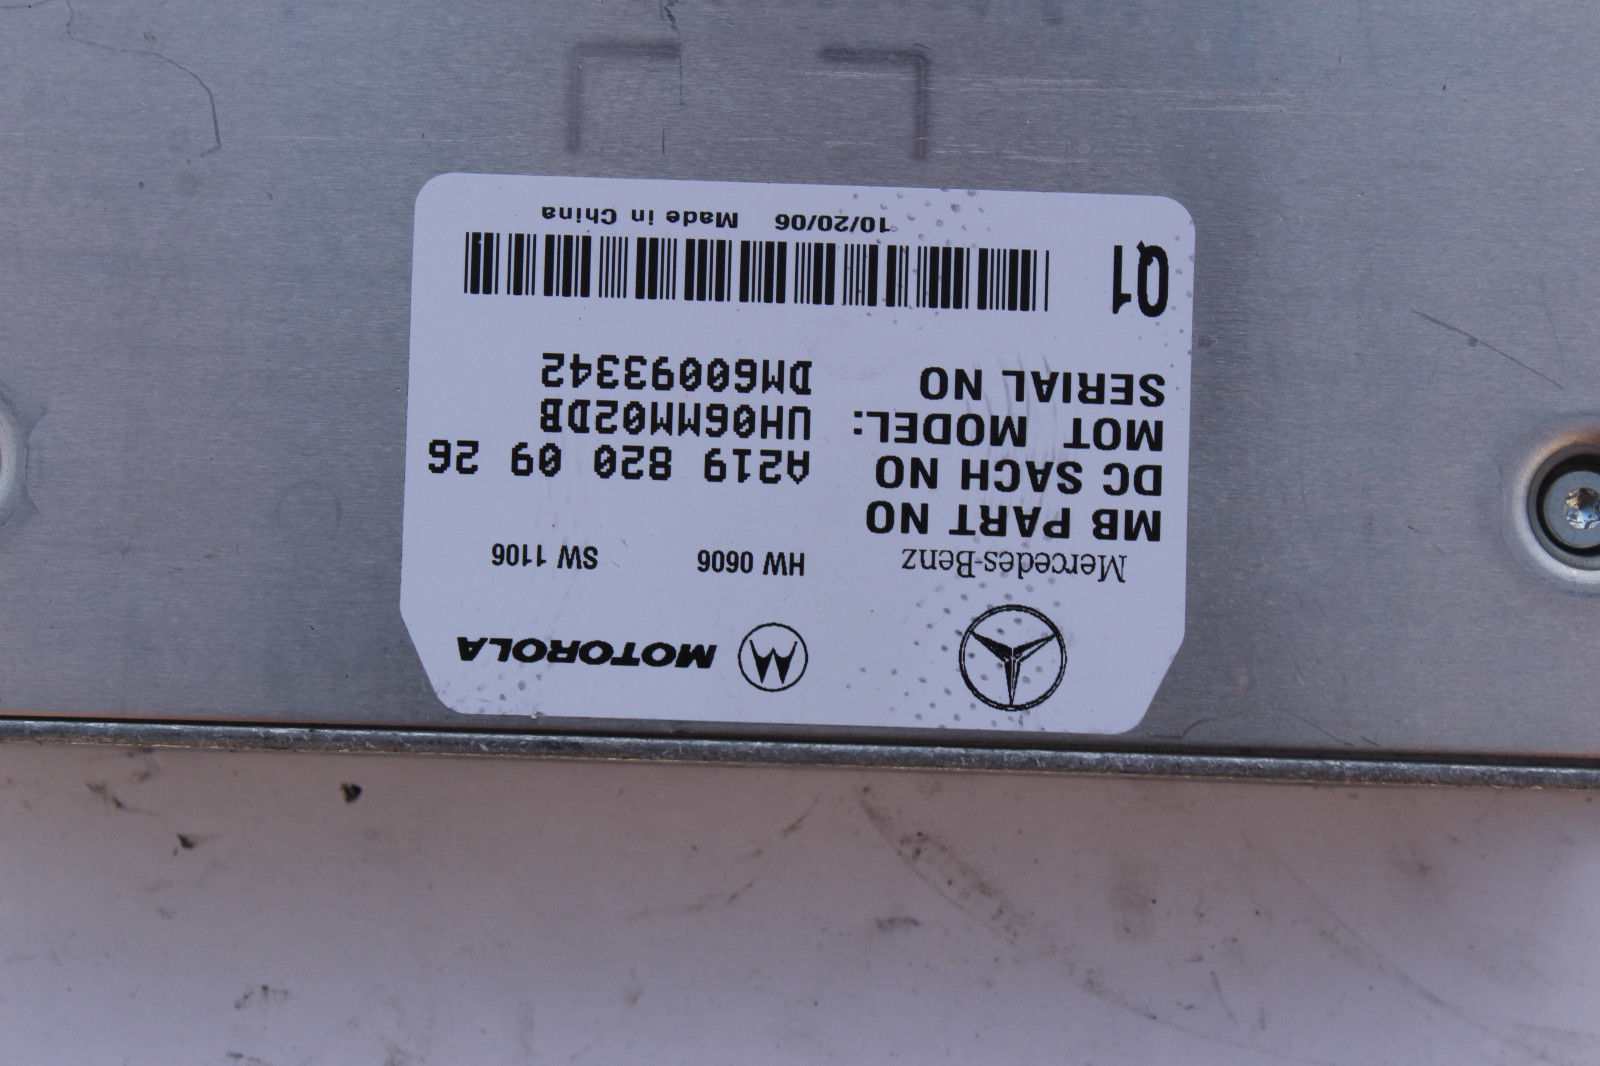 MOTOROLA
Mercedes-Benz HW 0606 SW 1106
MB PART NO
DC SACH NO A219 820 09 26
MOT MODEL: UH06MM02DB
SERIAL NO DM60093342
Q1
10/20/06 Made in China